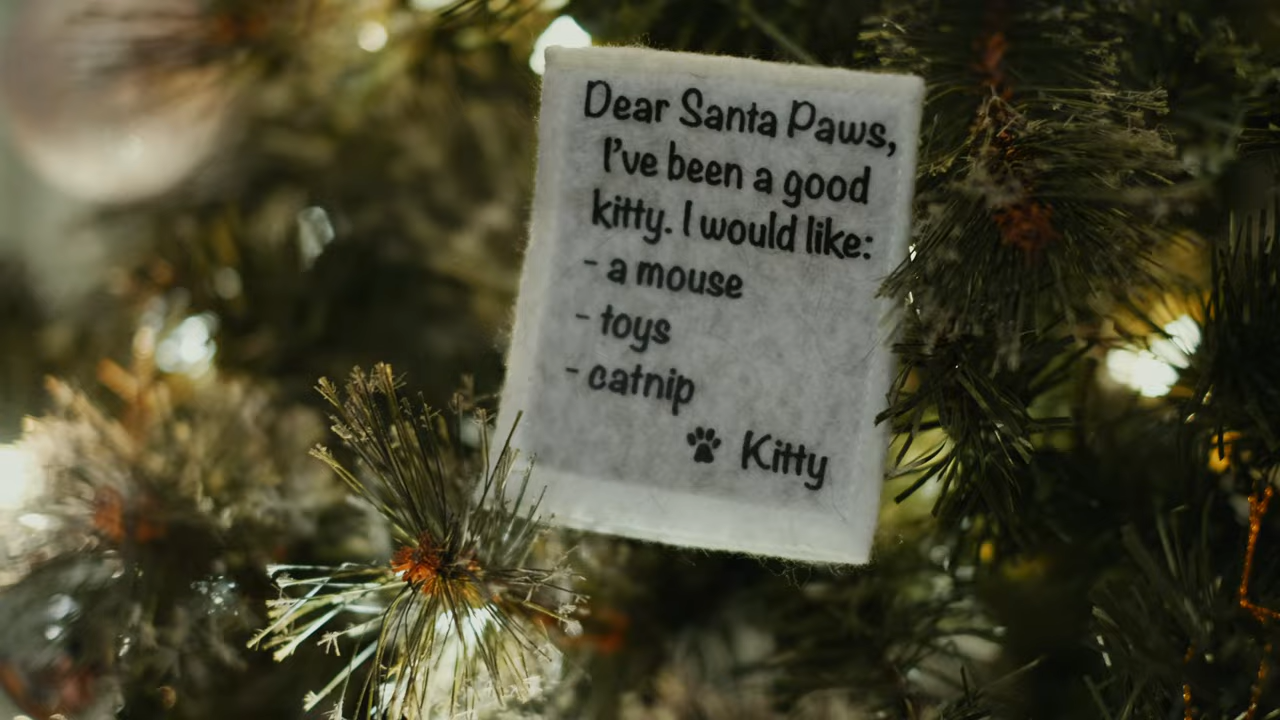 Dear Santa Paws,
I've been a good
kitty. I would like:
- a mouse
- toys
- catnip
Kitty